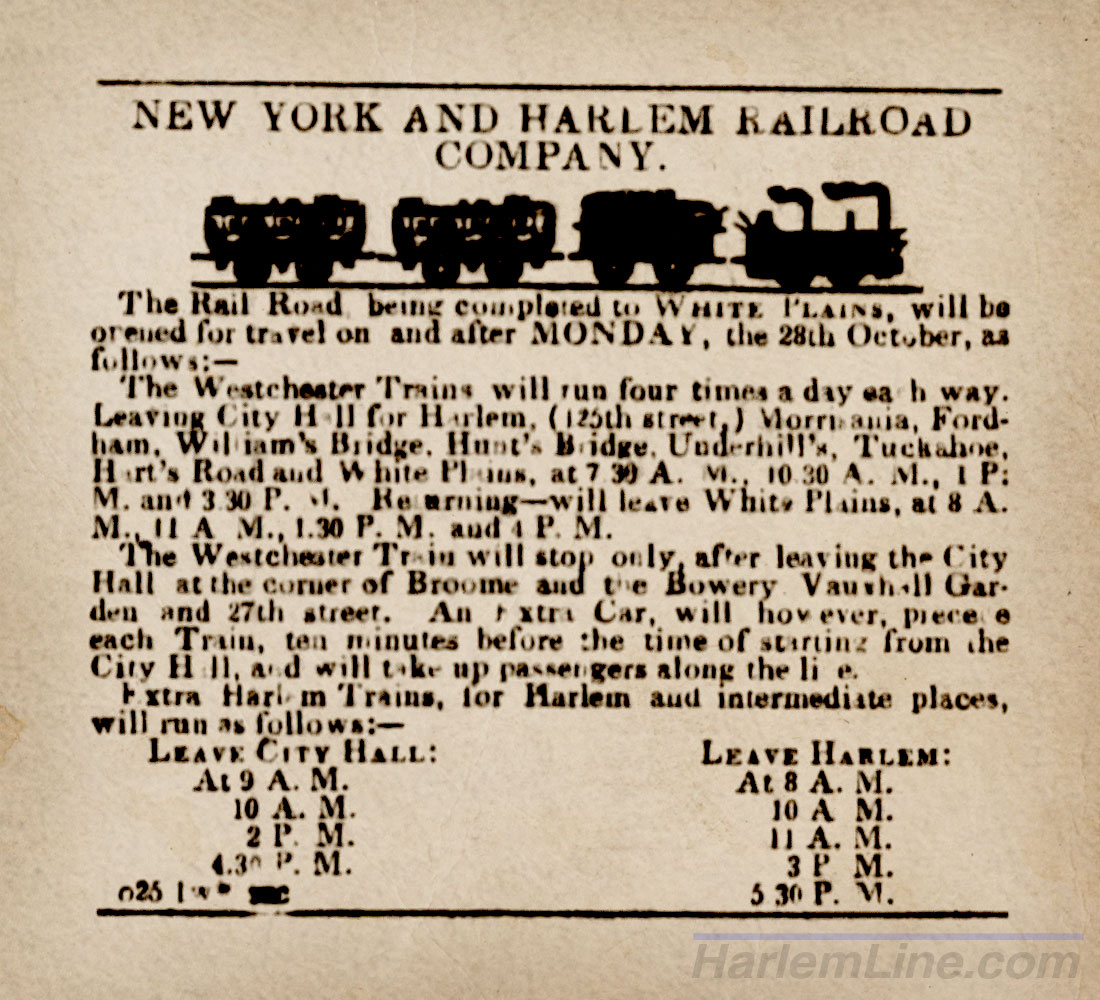 NEW YORK AND HARLEM RAILROAD
COMPANY.
The Rail Road being completed to WHITE PLAINS, will be
opened for travel on and after MONDAY, the 28th October, as
follows:—
The Westchester Trains will run four times a day each way.
Leaving City Hall for Harlem, (125th street,) Morrisania, Ford-
ham, William's Bridge, Hunt's Bridge, Underhill's, Tuckahoe,
Hart's Road and White Plains, at 7 30 A. M., 10 30 A. M., 1 P:
M. and 3 30 P. M. Returning—will leave White Plains, at 8 A.
M., 11 A M., 1.30 P. M. and 4 P. M.
The Westchester Train will stop only, after leaving the City
Hall at the corner of Broome and the Bowery Vauxhall Gar-
den and 27th street. An Extra Car, will however, precede
each Train, ten minutes before the time of starting from the
City Hall, and will take up passengers along the line.
Extra Harlem Trains, for Harlem and intermediate places,
will run as follows:—
LEAVE CITY HALL:
At 9 A. M.
10 A. M.
2 P. M.
4.30 P. M.
o25
LEAVE HARLEM:
At 8 A. M.
10 A M.
11 A. M.
3 P M.
5 30 P. M.
HarlemLine.com